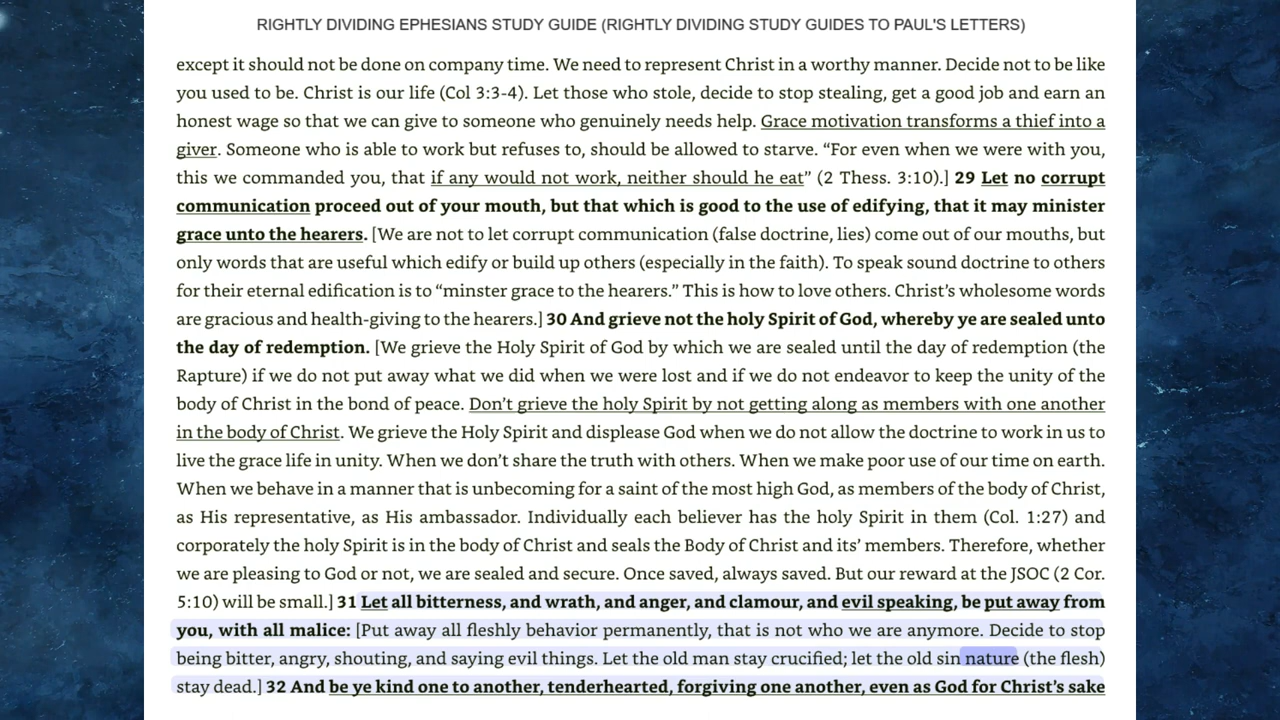 RIGHTLY DIVIDING EPHESIANS STUDY GUIDE (RIGHTLY DIVIDING STUDY GUIDES TO PAUL'S LETTERS)
except it should not be done on company time. We need to represent Christ in a worthy manner. Decide not to be like
you used to be. Christ is our life (Col 3:3-4). Let those who stole, decide to stop stealing, get a good job and earn an
honest wage so that we can give to someone who genuinely needs help. Grace motivation transforms a thief into a
giver. Someone who is able to work but refuses to, should be allowed to starve. “For even when we were with you,
this we commanded you, that if any would not work, neither should he eat” (2 Thess. 3:10).] 29 Let no corrupt
communication proceed out of your mouth, but that which is good to the use of edifying, that it may minister
grace unto the hearers. [We are not to let corrupt communication (false doctrine, lies) come out of our mouths, but
only words that are useful which edify or build up others (especially in the faith). To speak sound doctrine to others
for their eternal edification is to “minster grace to the hearers.” This is how to love others. Christ’s wholesome words
are gracious and health-giving to the hearers.] 30 And grieve not the holy Spirit of God, whereby ye are sealed unto
the day of redemption. [We grieve the Holy Spirit of God by which we are sealed until the day of redemption (the
Rapture) if we do not put away what we did when we were lost and if we do not endeavor to keep the unity of the
body of Christ in the bond of peace. Don’t grieve the holy Spirit by not getting along as members with one another
in the body of Christ. We grieve the Holy Spirit and displease God when we do not allow the doctrine to work in us to
live the grace life in unity. When we don’t share the truth with others. When we make poor use of our time on earth.
When we behave in a manner that is unbecoming for a saint of the most high God, as members of the body of Christ,
as His representative, as His ambassador. Individually each believer has the holy Spirit in them (Col. 1:27) and
corporately the holy Spirit is in the body of Christ and seals the Body of Christ and its’ members. Therefore, whether
we are pleasing to God or not, we are sealed and secure. Once saved, always saved. But our reward at the JSOC (2 Cor.
5:10) will be small.] 31 Let all bitterness, and wrath, and anger, and clamour, and evil speaking, be put away from
you, with all malice: [Put away all fleshly behavior permanently, that is not who we are anymore. Decide to stop
being bitter, angry, shouting, and saying evil things. Let the old man stay crucified; let the old sin nature (the flesh)
stay dead.] 32 And be ye kind one to another, tenderhearted, forgiving one another, even as God for Christ’s sake